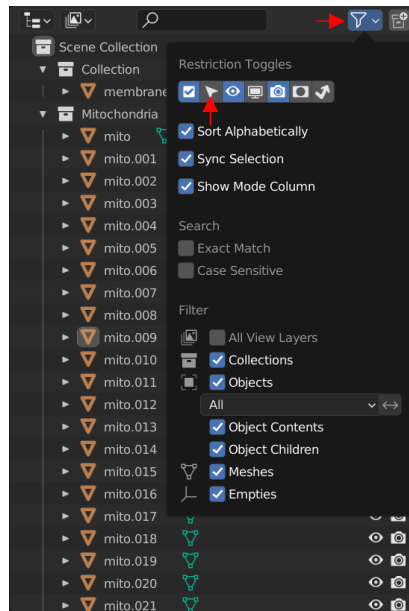 Scene Collection
Collection
membrane
Mitochondria
mito
mito.001
mito.002
mito.003
mito.004
mito.005
mito.006
mito.007
mito.008
mito.009
mito.010
mito.011
mito.012
mito.013
mito.014
mito.015
mito.016
mito.017
mito.018
mito.019
mito.020
mito.021
Restriction Toggles
Sort Alphabetically
Sync Selection
Show Mode Column
Search
Exact Match
Case Sensitive
Filter
All View Layers
Collections
Objects
All
Object Contents
Object Children
Meshes
Empties